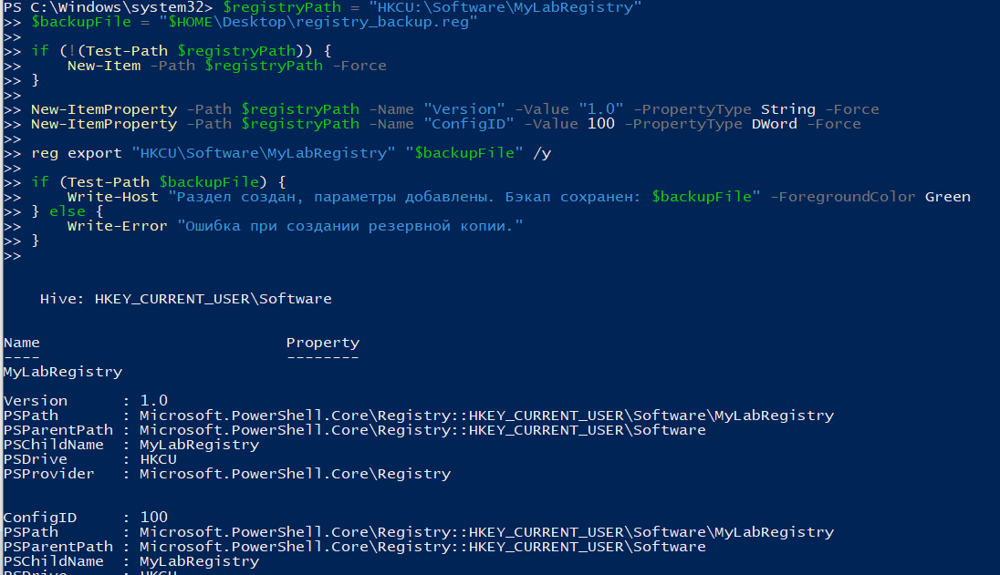 PS C:\Windows\system32> $registryPath = "HKCU:\Software\MyLabRegistry"
>> $backupFile = "$HOME\Desktop\registry_backup.reg"
>>
>> if (!(Test-Path $registryPath)) {
>>     New-Item -Path $registryPath -Force
>> }
>>
>> New-ItemProperty -Path $registryPath -Name "Version" -Value "1.0" -PropertyType String -Force
>> New-ItemProperty -Path $registryPath -Name "ConfigID" -Value 100 -PropertyType DWord -Force
>>
>> reg export "HKCU\Software\MyLabRegistry" "$backupFile" /y
>>
>> if (Test-Path $backupFile) {
>>     Write-Host "Раздел создан, параметры добавлены. Бэкап сохранен: $backupFile" -ForegroundColor Green
>> } else {
>>     Write-Error "Ошибка при создании резервной копии."
>> }
>>
    Hive: HKEY_CURRENT_USER\Software
Name                           Property
----                           --------
MyLabRegistry
Version      : 1.0
PSPath       : Microsoft.PowerShell.Core\Registry::HKEY_CURRENT_USER\Software\MyLabRegistry
PSParentPath : Microsoft.PowerShell.Core\Registry::HKEY_CURRENT_USER\Software
PSChildName  : MyLabRegistry
PSDrive      : HKCU
PSProvider   : Microsoft.PowerShell.Core\Registry
ConfigID     : 100
PSPath       : Microsoft.PowerShell.Core\Registry::HKEY_CURRENT_USER\Software\MyLabRegistry
PSParentPath : Microsoft.PowerShell.Core\Registry::HKEY_CURRENT_USER\Software
PSChildName  : MyLabRegistry
PSDrive      : HKCU